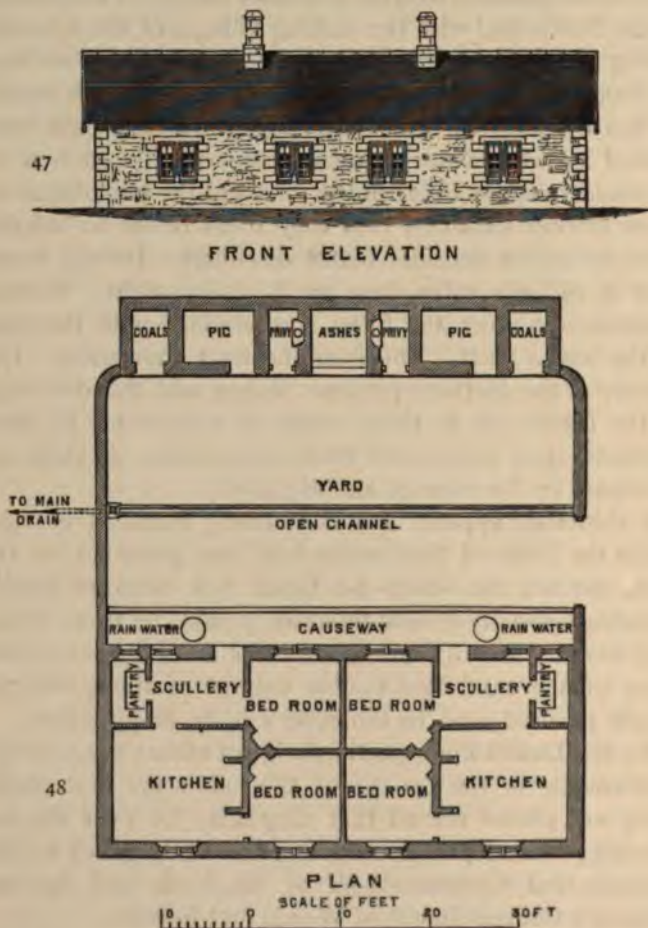 47
FRONT ELEVATION
COALS PIG PRIVY ASHES PRIVY PIG COALS
YARD
TO MAIN
DRAIN
OPEN CHANNEL
RAIN WATER CAUSEWAY RAIN WATER
PANTRY SCULLERY BED ROOM BED ROOM SCULLERY PANTRY
48
KITCHEN BED ROOM BED ROOM KITCHEN
PLAN
SCALE OF FEET
10 0 10 20 30 FT